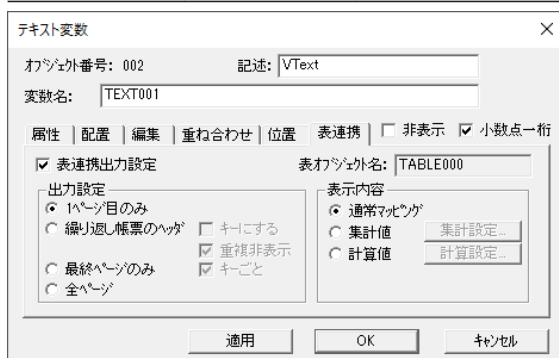 テキスト変数
オブジェクト番号: 002 記述: VText
変数名: TEXT001
属性 配置 編集 重ね合わせ 位置 表連携 非表示 小数点一桁
表連携出力設定 表オブジェクト名: TABLE000
出力設定 表示内容
1ページ目のみ 通常マッピング
繰り返し帳票のヘッダ キーにする 集計値 集計設定...
重複非表示 計算値 計算設定...
最終ページのみ キーごと
全ページ
適用 OK キャンセル